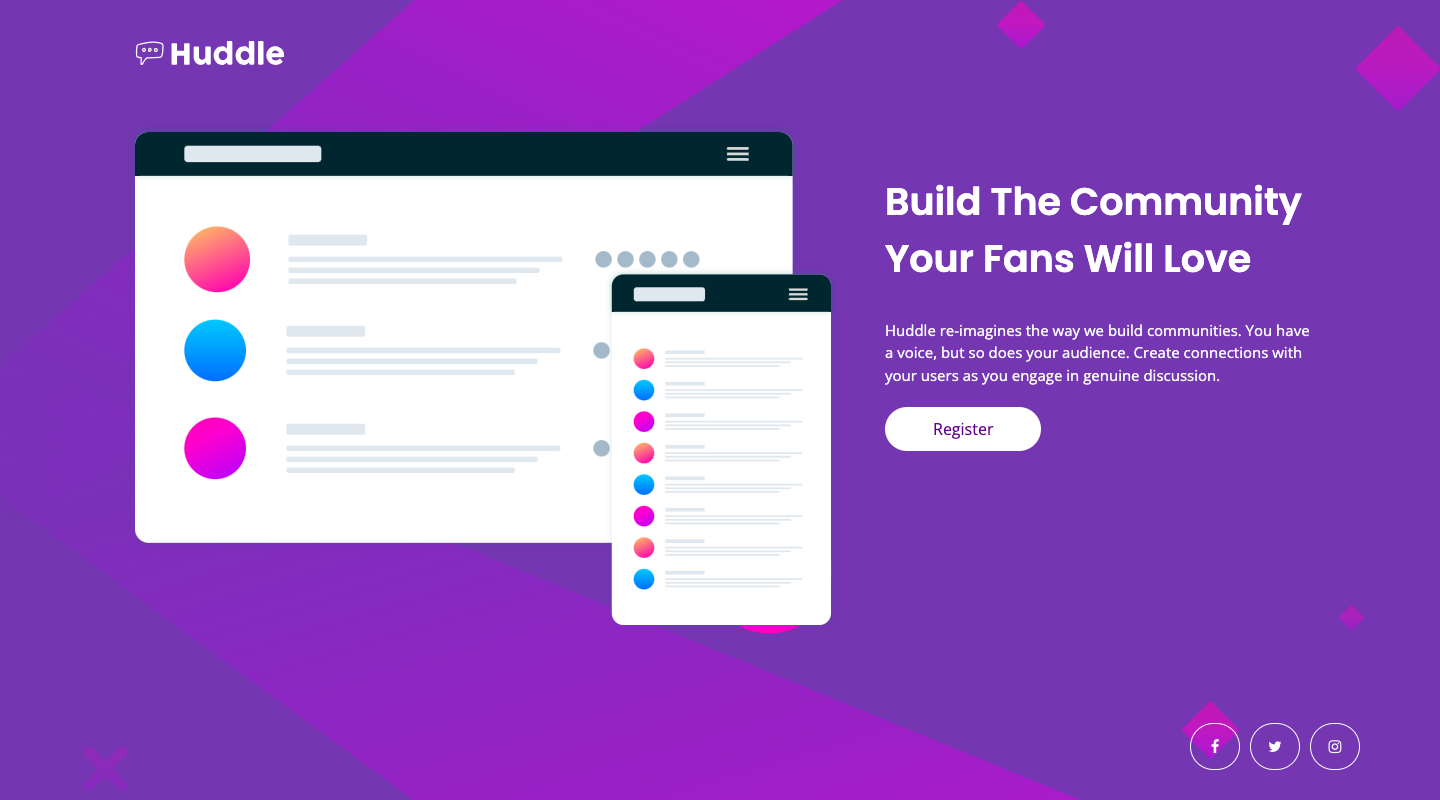 Huddle
Build The Community
Your Fans Will Love
Huddle re-imagines the way we build communities. You have
a voice, but so does your audience. Create connections with
your users as you engage in genuine discussion.
Register